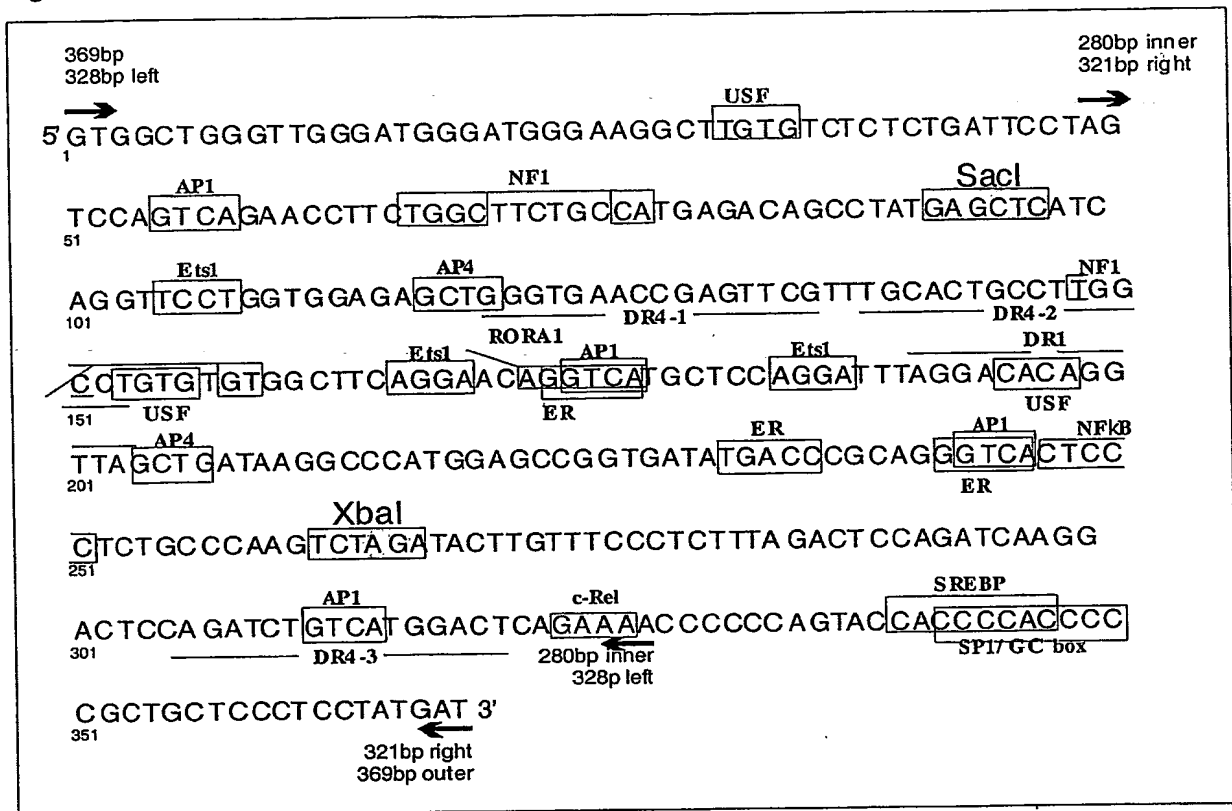 369bp
328bp left
280bp inner
321bp right
USF
5' GTGGCTGGGTTGGGATGGGATGGGAAGGCTTGTGTCTCTCTGATTCCTAG
1
AP1 NF1 SacI
TCCAGTCAGAACCTTCTGGCTTCTGCCATGAGACAGCCTATGAGCTCATC
51
Ets1 AP4 NF1
AGGTTCCTGGTGGAGAGCTGGGTGAACCGAGTTCGTTTGCACTGCCTTGG
101 DR4-1 DR4-2
RORA1
Ets1 AP1 Ets1 DR1
CCTGTGTGTGGCTTCAGGAACAGGTCATGCTCCAGGATTTAGGACACAGG
151 USF ER USF
AP4 ER AP1 NFkB
TTAGCTGATAAGGCCCATGGAGCCGGTGATATGACCCGCAGGGTCACTCC
201 ER
XbaI
CTCTGCCCAAGTCTAGATACTTGTTTCCCTCTTTAGACTCCAGATCAAGG
251
AP1 c-Rel SREBP
ACTCCAGATCTGTCATGGACTCAGAAAACCCCCCAGTACCACCCCACCCC
301 DR4-3 SP1/ GC box
280bp inner
328p left
CGCTGCTCCCTCCTATGAT 3'
351
321bp right
369bp outer